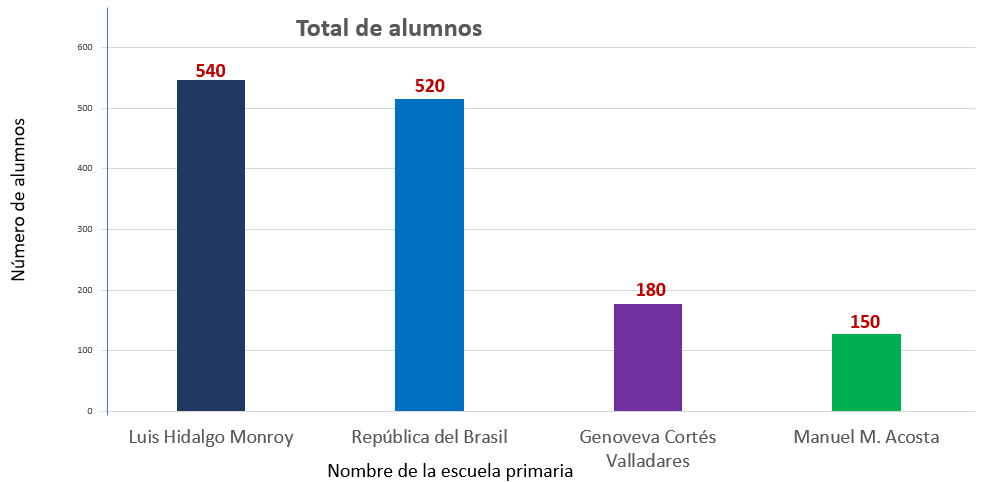 Total de alumnos
Número de alumnos
600
500
400
300
200
100
0
540
520
180
150
Luis Hidalgo Monroy
República del Brasil
Genoveva Cortés
Valladares
Manuel M. Acosta
Nombre de la escuela primaria